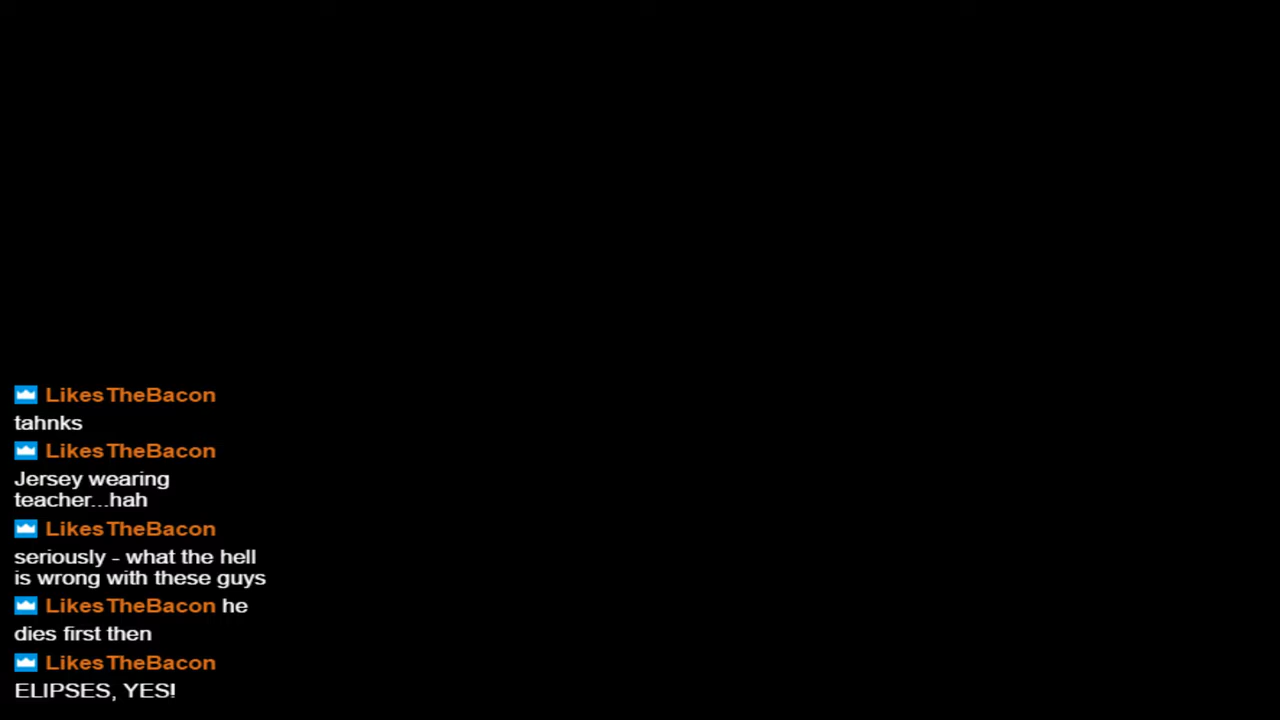 LikesTheBacon
tahnks
LikesTheBacon
Jersey wearing
teacher...hah
LikesTheBacon
seriously - what the hell
is wrong with these guys
LikesTheBacon he
dies first then
LikesTheBacon
ELIPSES, YES!